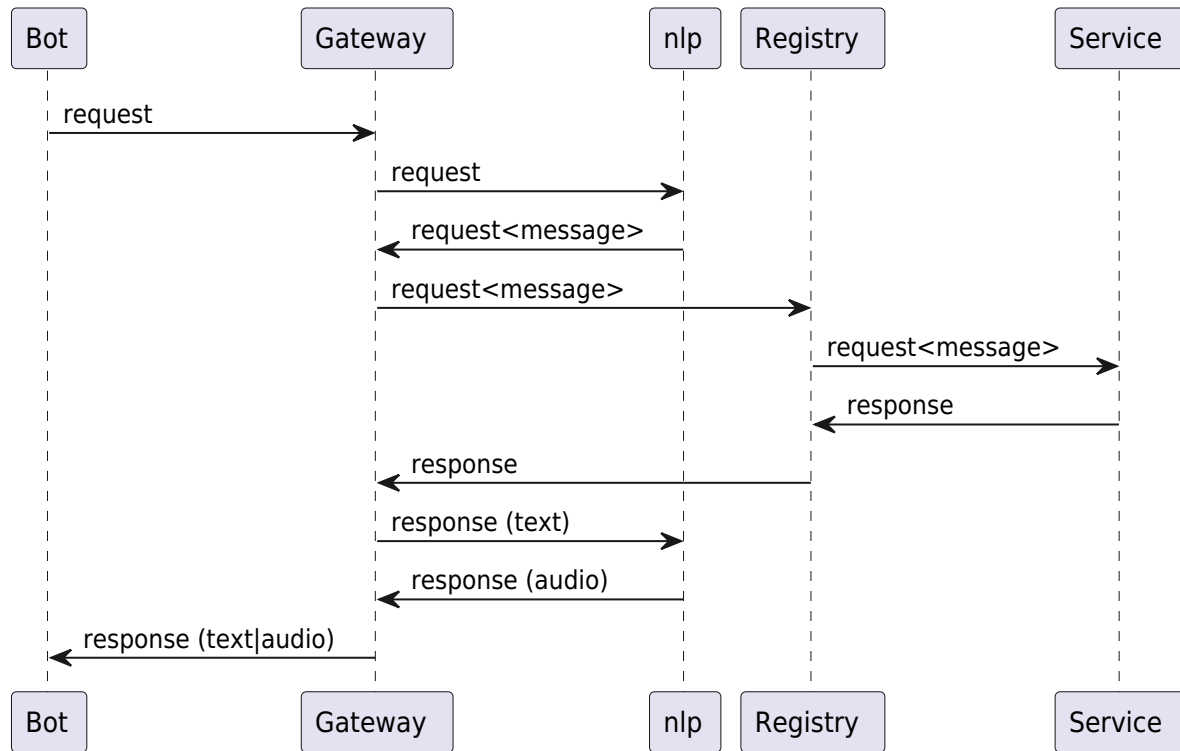 Bot Gateway nlp Registry Service
request
request
request<message>
request<message>
request<message>
response
response
response (text)
response (audio)
response (text|audio)
Bot Gateway nlp Registry Service